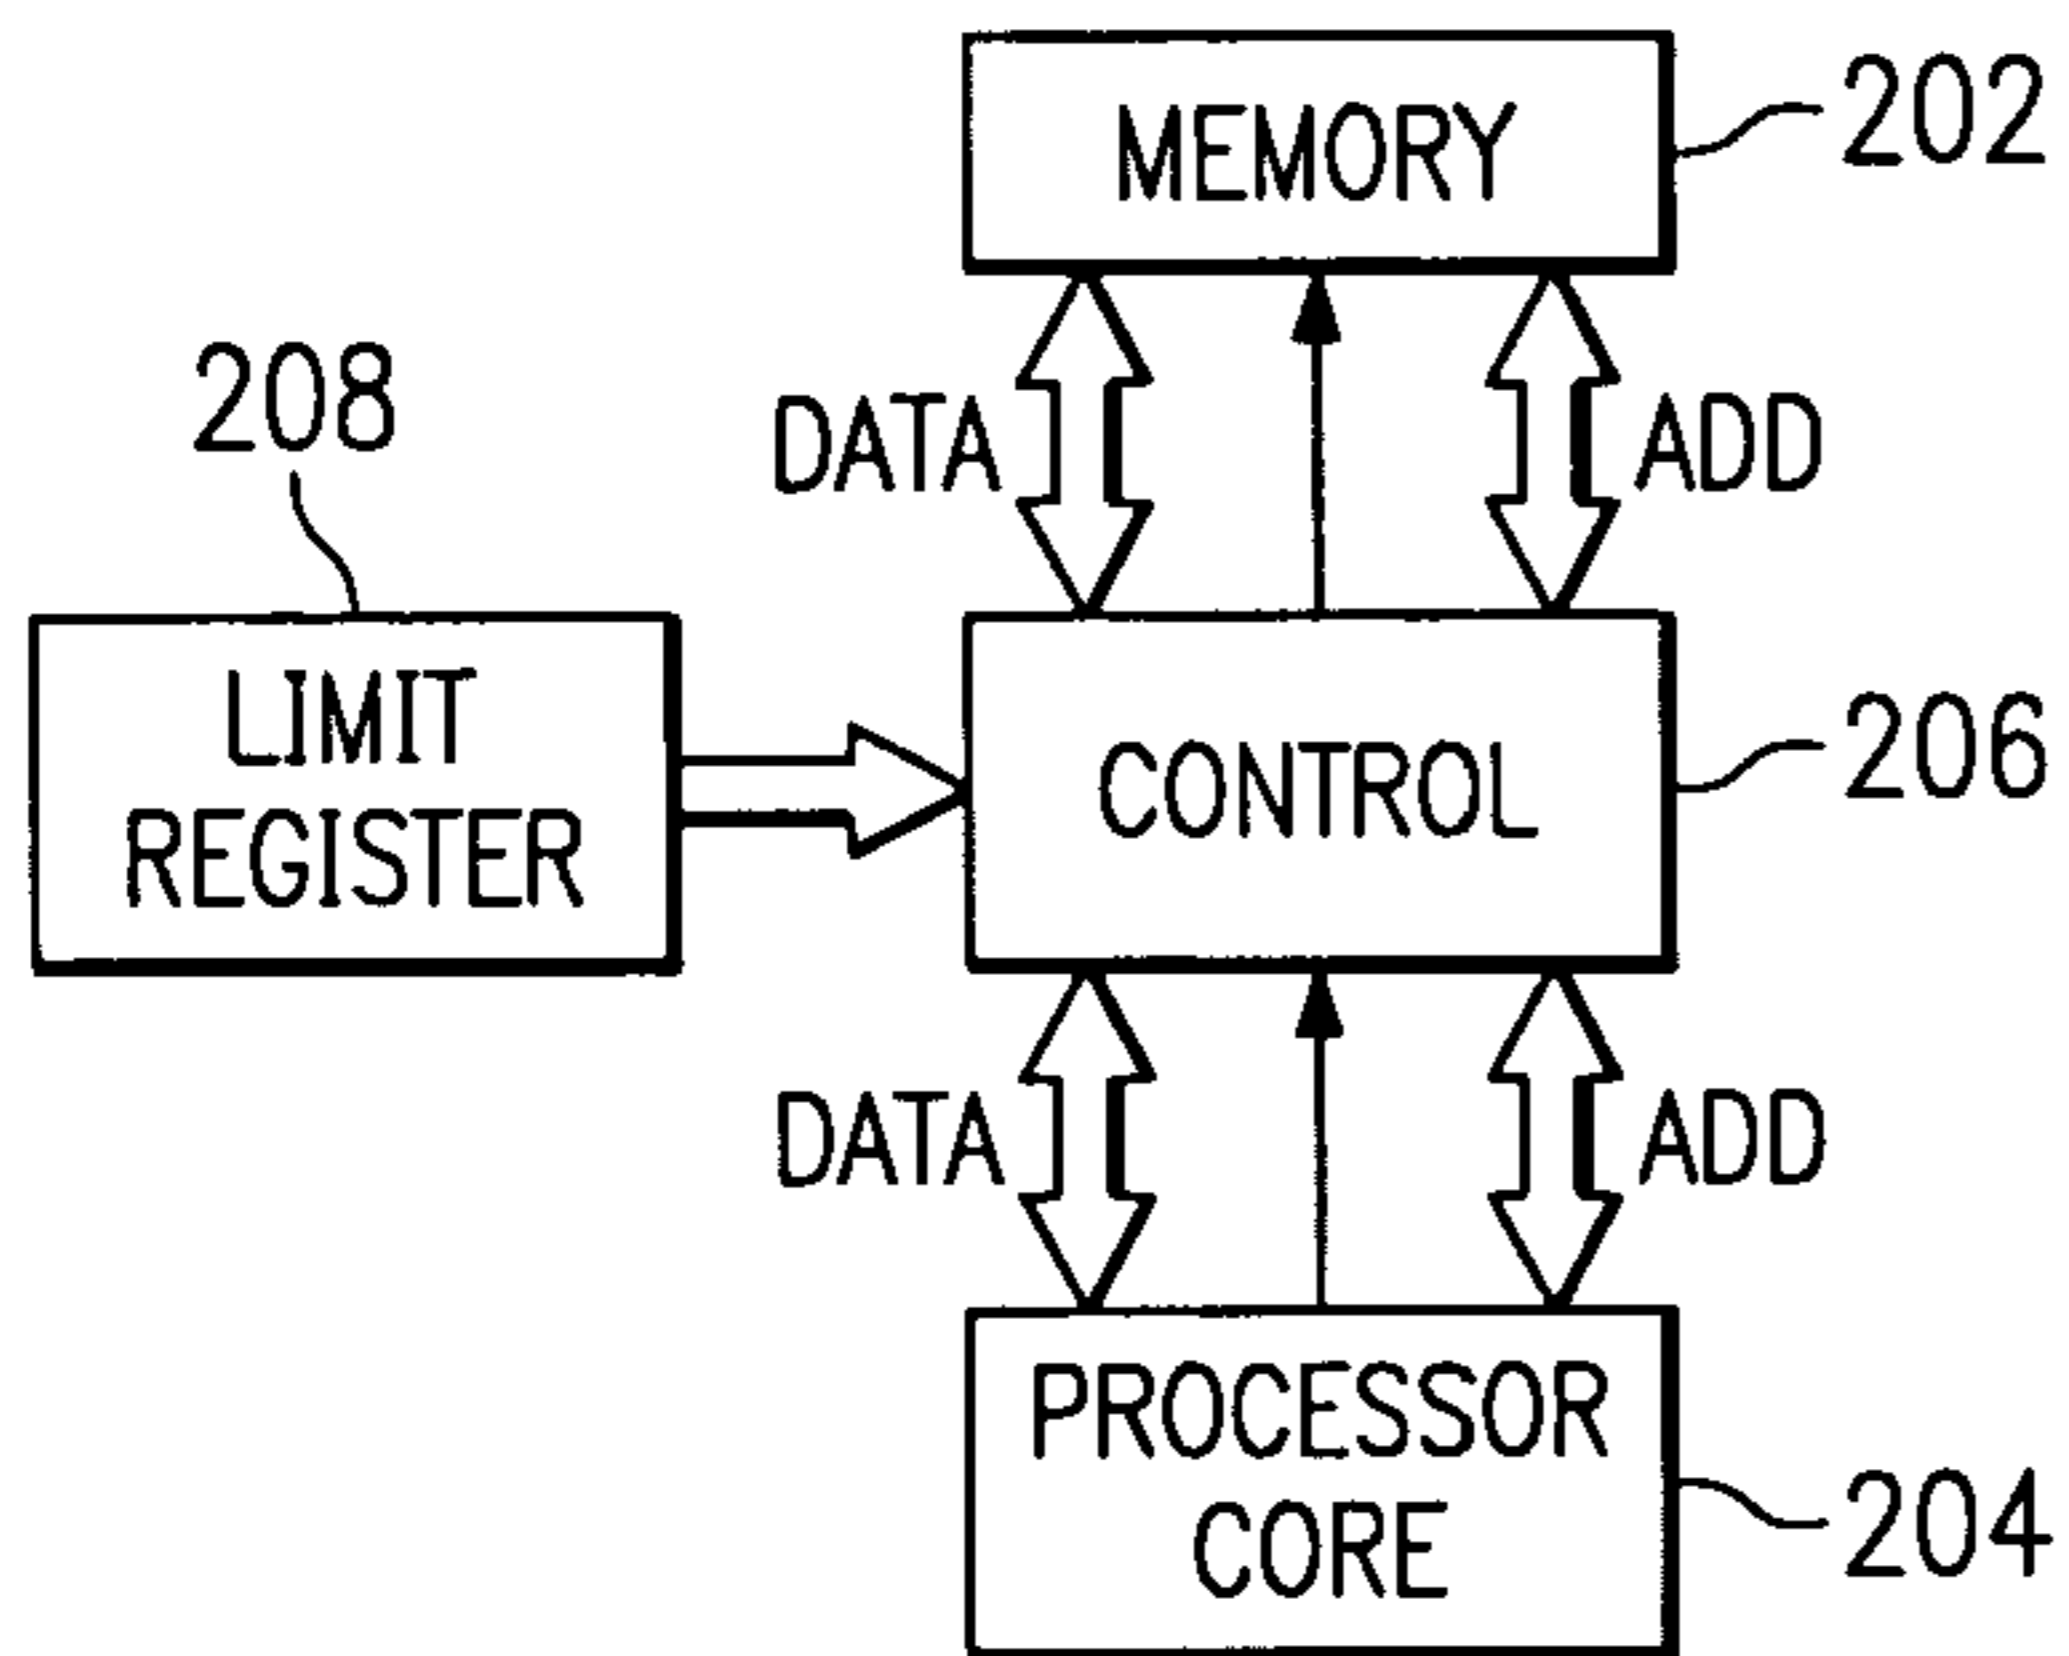 MEMORY
202
208
DATA
ADD
LIMIT
REGISTER
CONTROL
206
DATA
ADD
PROCESSOR
CORE
204